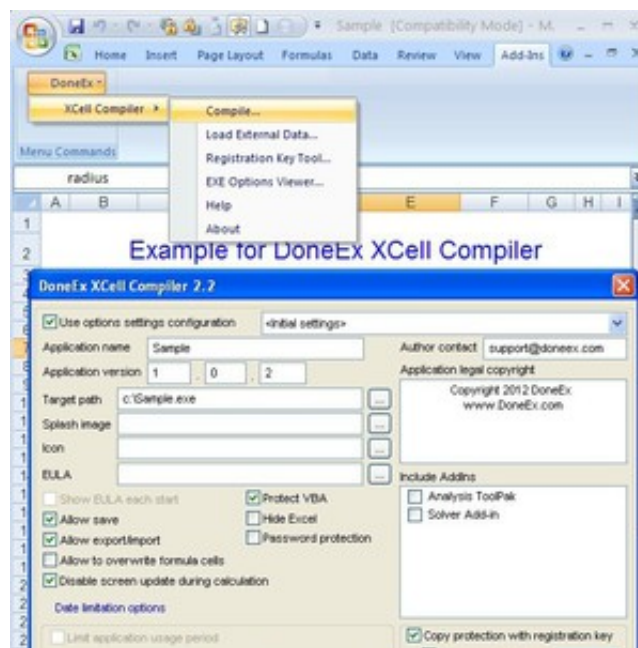 Sample [Compatibility Mode] - M
Home Insert Page Layout Formulas Data Review View Add-Ins
DoneEx
XCell Compiler
Compile...
Load External Data...
Registration Key Tool...
EXE Options Viewer...
Help
About
Menu Commands
radius
A B E F G H I
1
2 Example for DoneEx XCell Compiler
DoneEx XCell Compiler 2.2
Use options settings configuration <Initial settings>
Application name Sample Author contact support@doneex.com
Application version 1 . 0 . 2 Application legal copyright
Copyright 2012 DoneEx
www.DoneEx.com
Target path c:\Sample.exe ...
Splash image ...
Icon ...
EULA ... Include AddIns
Show EULA each start Protect VBA Analysis ToolPak
Allow save Hide Excel Solver Add-in
Allow export/import Password protection
Allow to overwrite formula cells
Disable screen update during calculation
Date limitation options
Limit application usage period Copy protection with registration key